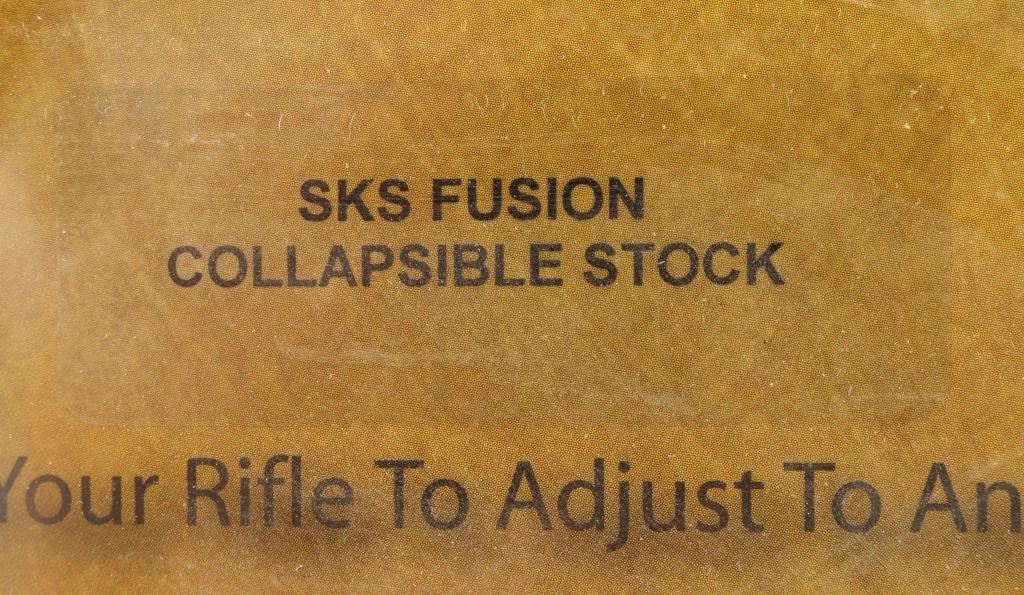 SKS FUSION
COLLAPSIBLE STOCK
Your Rifle To Adjust To An